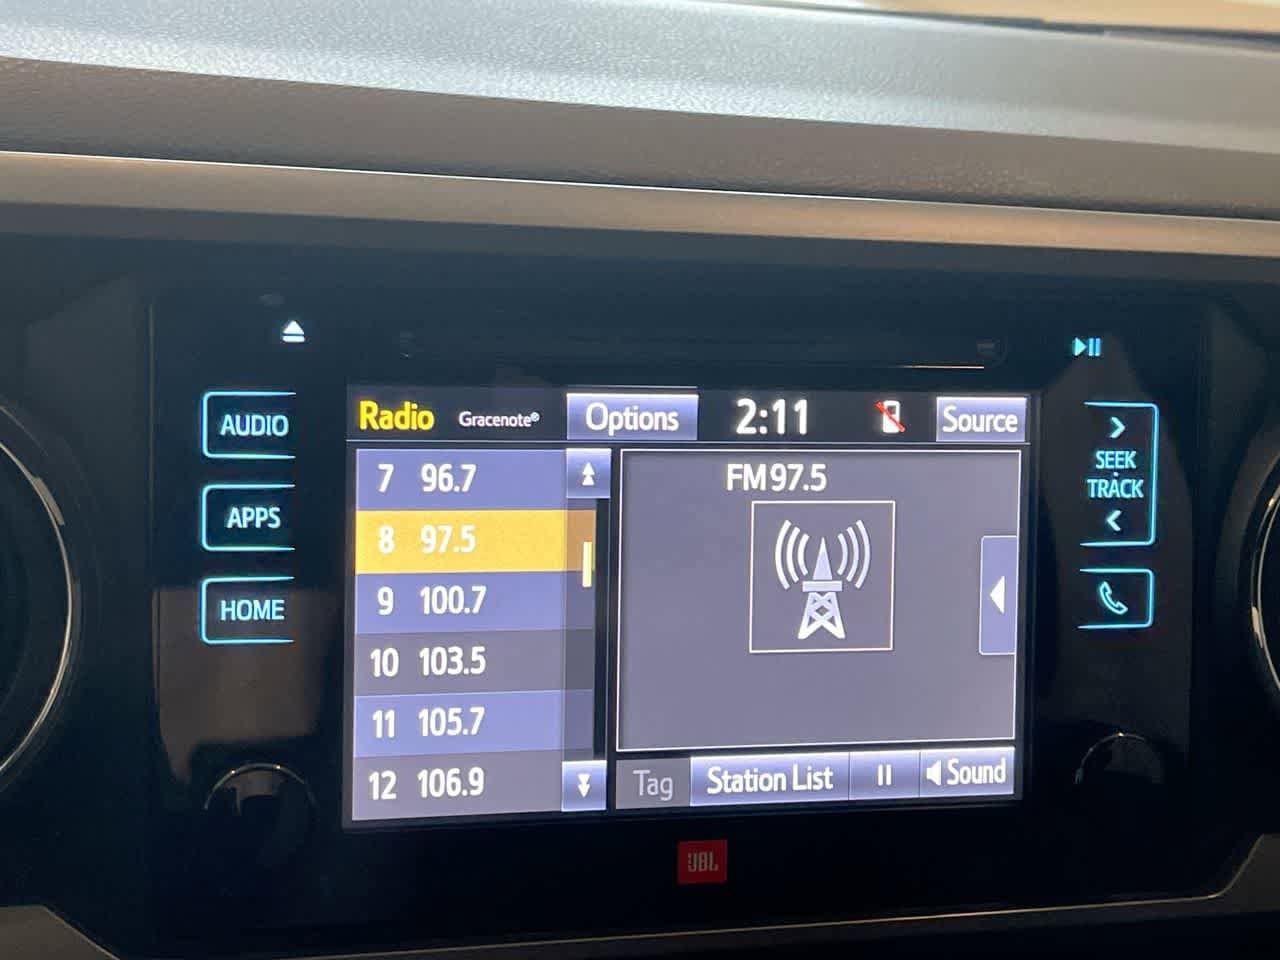 AUDIO
APPS
HOME
Radio Gracenote® Options 2:11 Source
7 96.7
8 97.5
9 100.7
10 103.5
11 105.7
12 106.9
FM 97.5
Tag Station List Sound
SEEK
TRACK
JBL